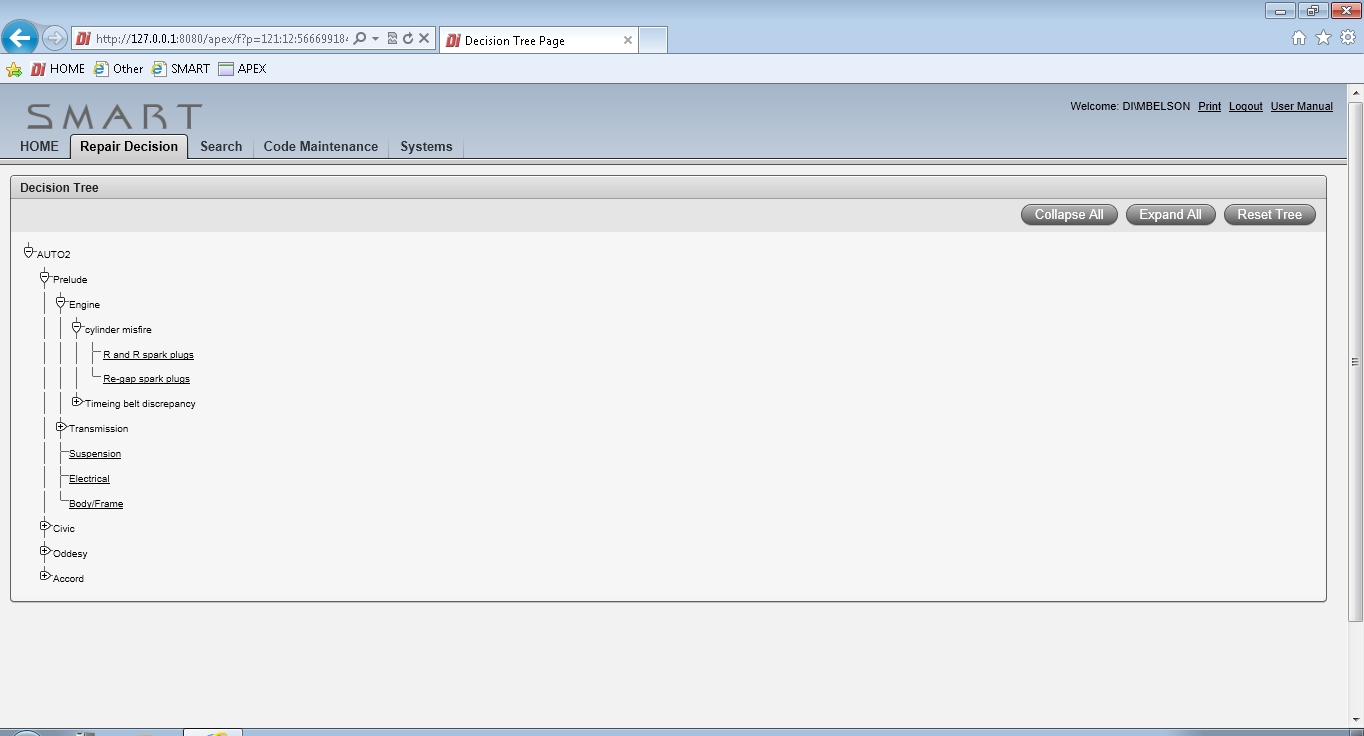 http://127.0.0.1:8080/apex/f?p=121:12:566699184
Decision Tree Page
HOME Other SMART APEX
SMART
Welcome: DI\MBELSON Print Logout User Manual
HOME Repair Decision Search Code Maintenance Systems
Decision Tree
Collapse All Expand All Reset Tree
AUTO2
Prelude
Engine
cylinder misfire
R and R spark plugs
Re-gap spark plugs
Timeing belt discrepancy
Transmission
Suspension
Electrical
Body/Frame
Civic
Oddesy
Accord